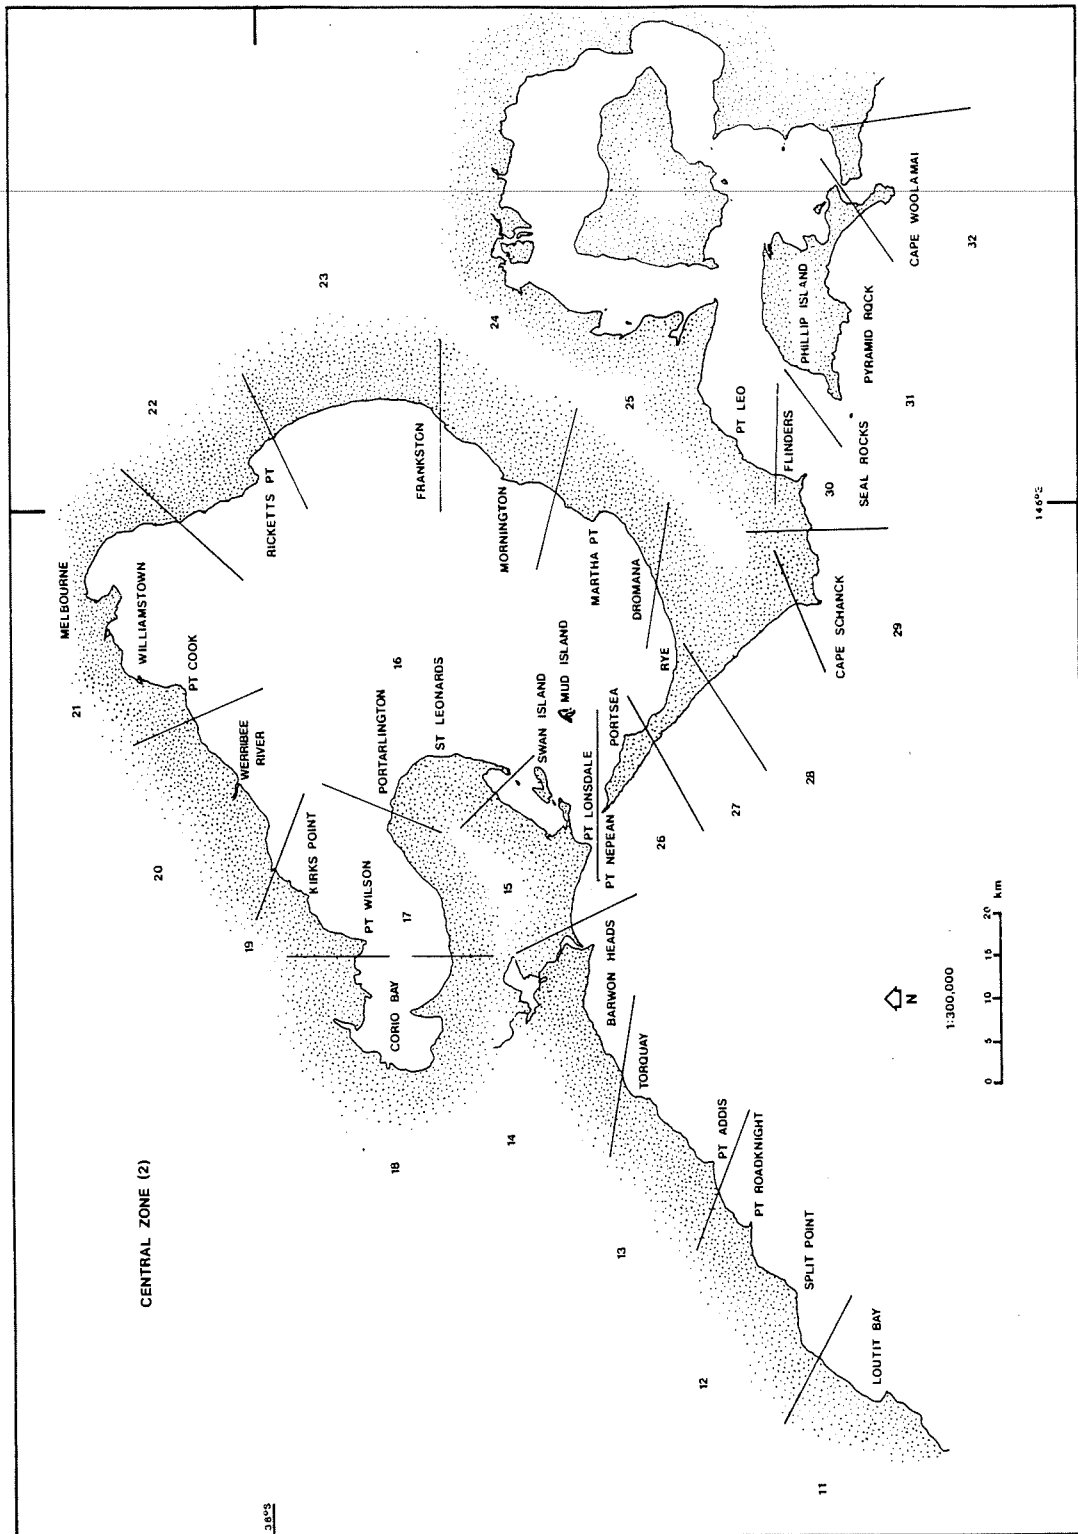 CENTRAL ZONE (2)
38°S
146°E
MELBOURNE
WILLIAMSTOWN
PT COOK
WERRIBEE
RIVER
KIRKS POINT
PT WILSON
CORIO BAY
PORTARLINGTON
ST LEONARDS
SWAN ISLAND
MUD ISLAND
PT LONSDALE
PT NEPEAN
PORTSEA
RYE
DROMANA
MARTHA PT
MORNINGTON
FRANKSTON
RICKETTS PT
BARWON HEADS
TORQUAY
PT ADDIS
PT ROADKNIGHT
SPLIT POINT
LOUTIT BAY
CAPE SCHANCK
FLINDERS
PT LEO
SEAL ROCKS
PHILLIP ISLAND
PYRAMID ROCK
CAPE WOOLAMAI
11
12
13
14
15
16
17
18
19
20
21
22
23
24
25
26
27
28
29
30
31
32
N
1:300,000
0 5 10 15 20 km